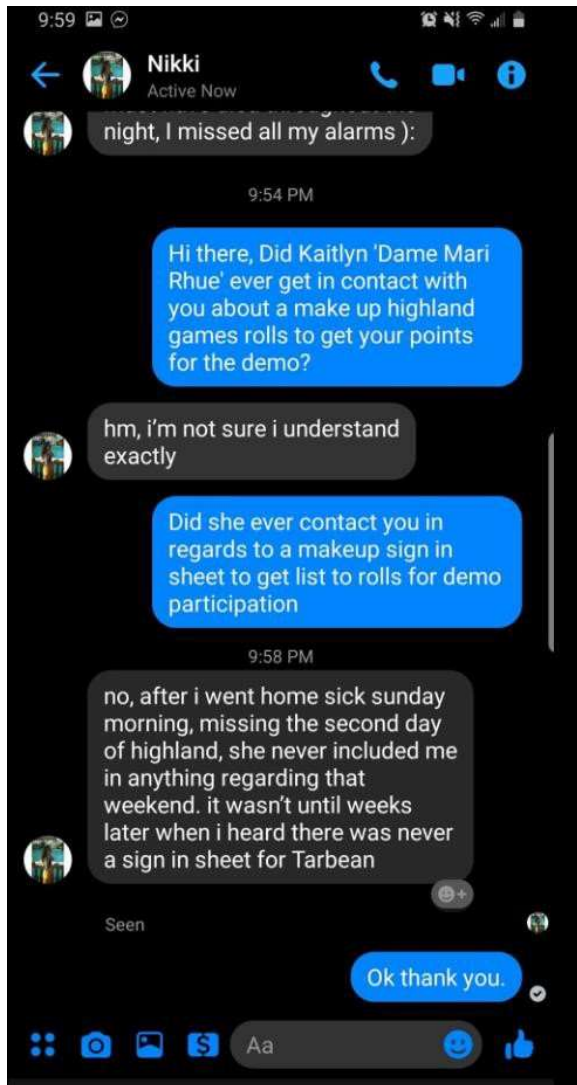 9:59
Nikki
Active Now
night, I missed all my alarms ):
9:54 PM
Hi there, Did Kaitlyn 'Dame Mari
Rhue' ever get in contact with
you about a make up highland
games rolls to get your points
for the demo?
hm, i'm not sure i understand
exactly
Did she ever contact you in
regards to a makeup sign in
sheet to get list to rolls for demo
participation
9:58 PM
no, after i went home sick sunday
morning, missing the second day
of highland, she never included me
in anything regarding that
weekend. it wasn't until weeks
later when i heard there was never
a sign in sheet for Tarbean
Seen
Ok thank you.
Aa